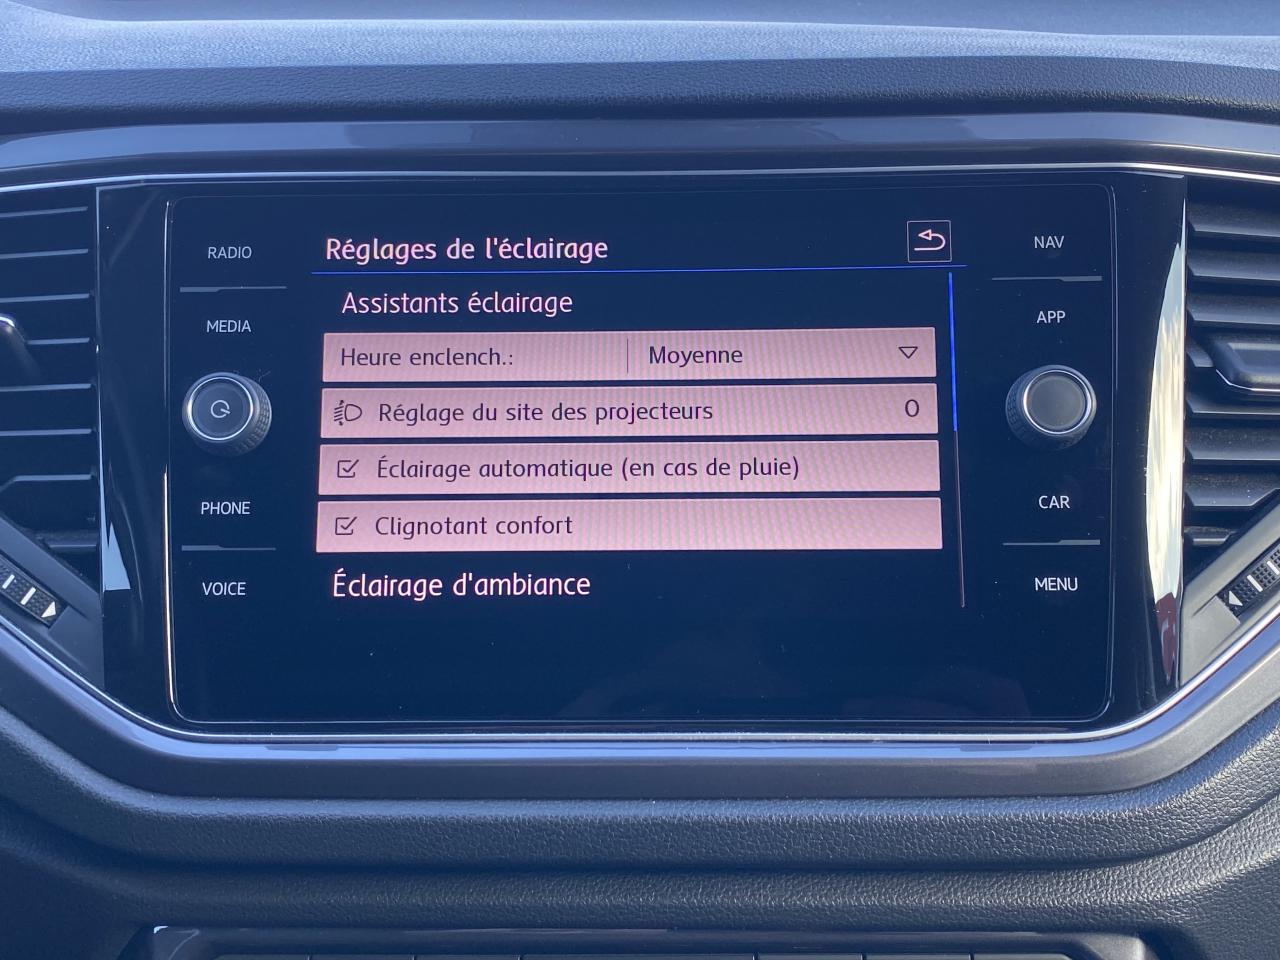 RADIO
MEDIA
PHONE
VOICE
Réglages de l'éclairage
Assistants éclairage
Heure enclench.: Moyenne
Réglage du site des projecteurs 0
Éclairage automatique (en cas de pluie)
Clignotant confort
Éclairage d'ambiance
NAV
APP
CAR
MENU